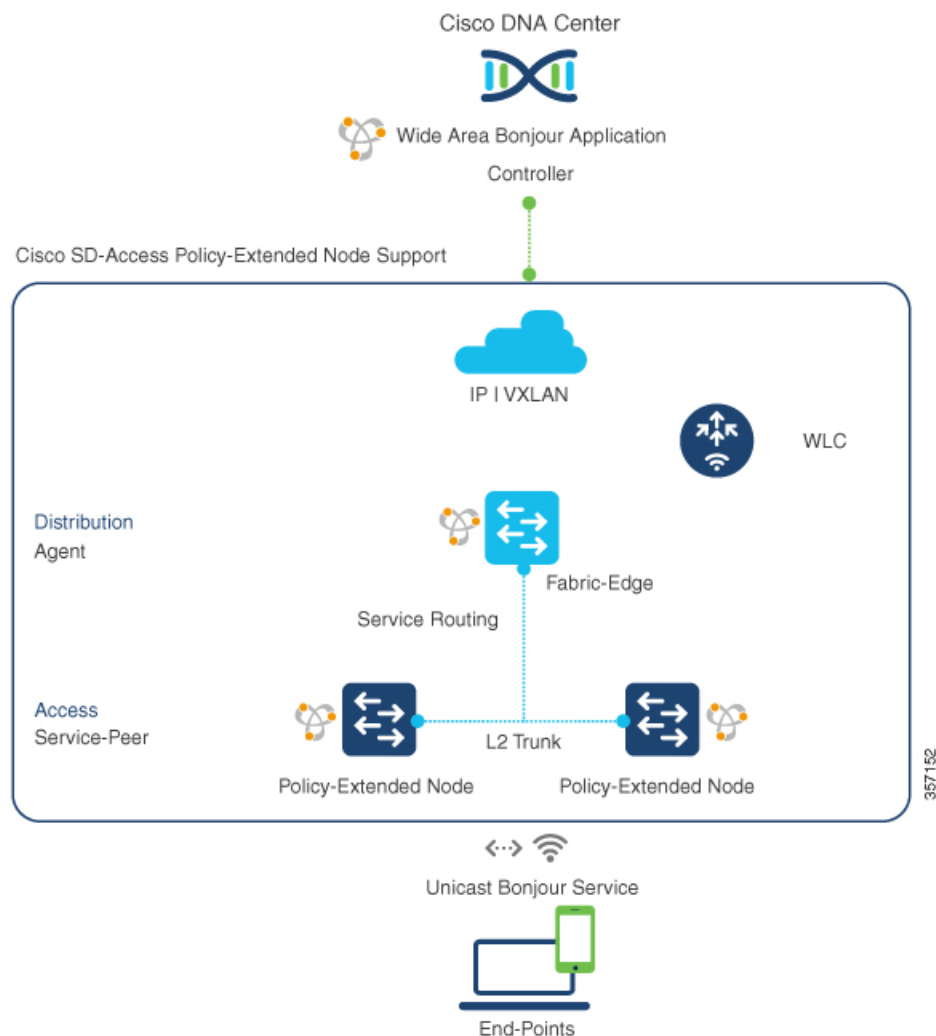 Cisco DNA Center
Wide Area Bonjour Application
Controller
Cisco SD-Access Policy-Extended Node Support
IP | VXLAN
WLC
Distribution
Agent
Fabric-Edge
Service Routing
Access
Service-Peer
L2 Trunk
Policy-Extended Node
Policy-Extended Node
357152
Unicast Bonjour Service
End-Points